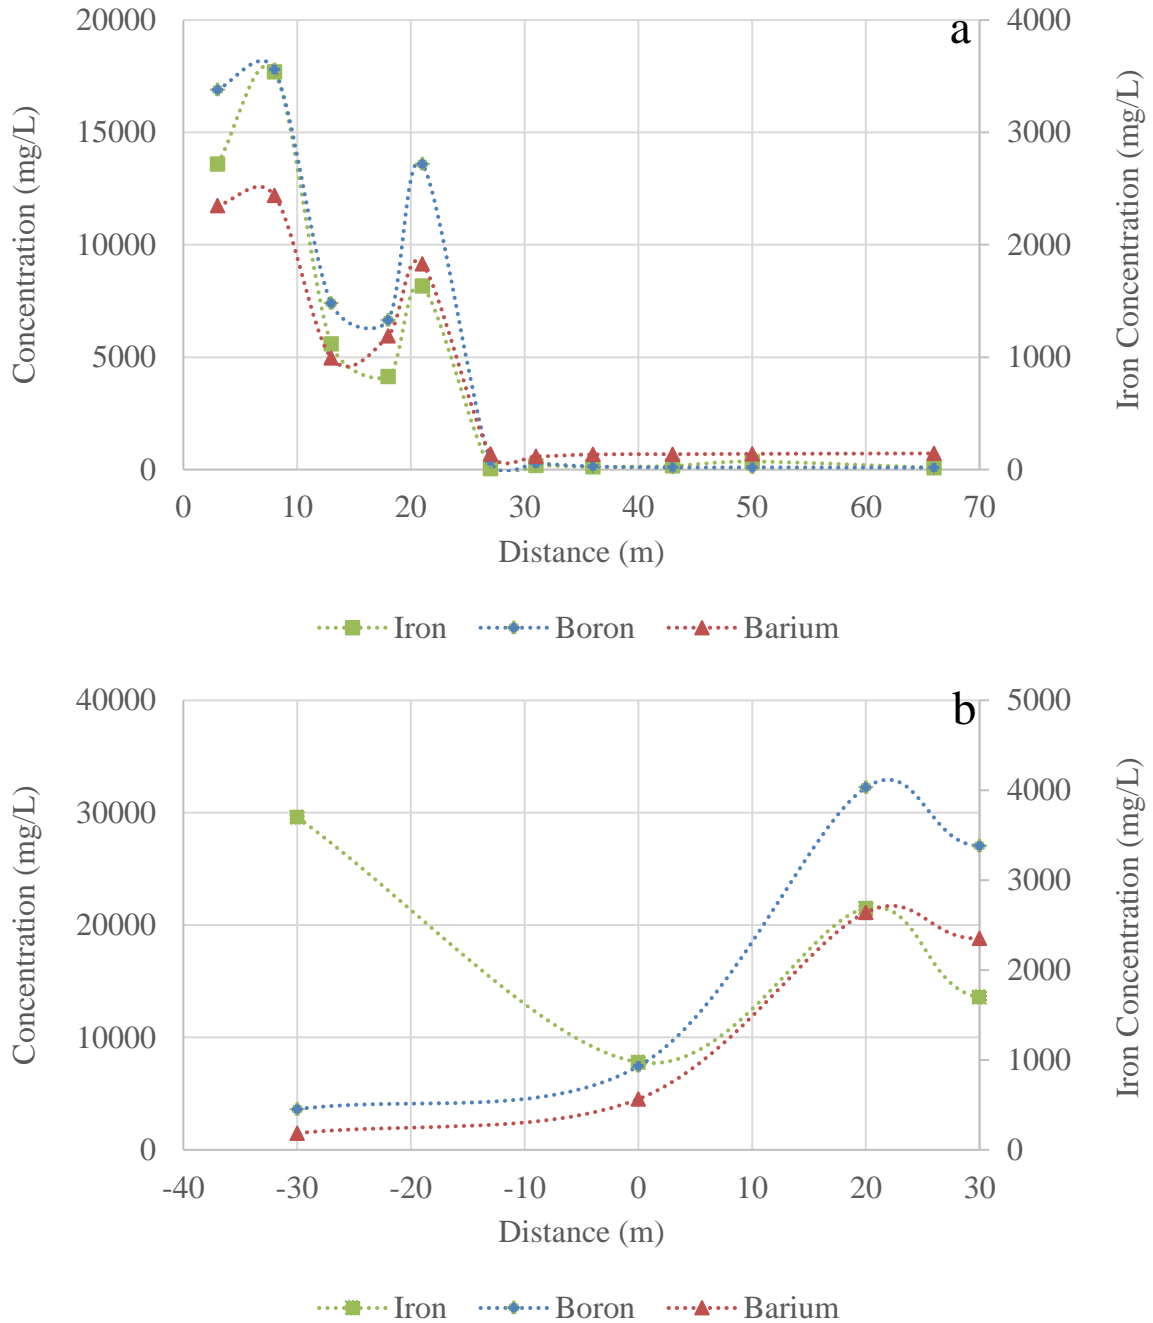 a
Concentration (mg/L)
20000
15000
10000
5000
0
Iron Concentration (mg/L)
4000
3000
2000
1000
0
0 10 20 30 40 50 60 70
Distance (m)
Iron Boron Barium
b
Concentration (mg/L)
40000
30000
20000
10000
0
Iron Concentration (mg/L)
5000
4000
3000
2000
1000
0
-40 -30 -20 -10 0 10 20 30
Distance (m)
Iron Boron Barium